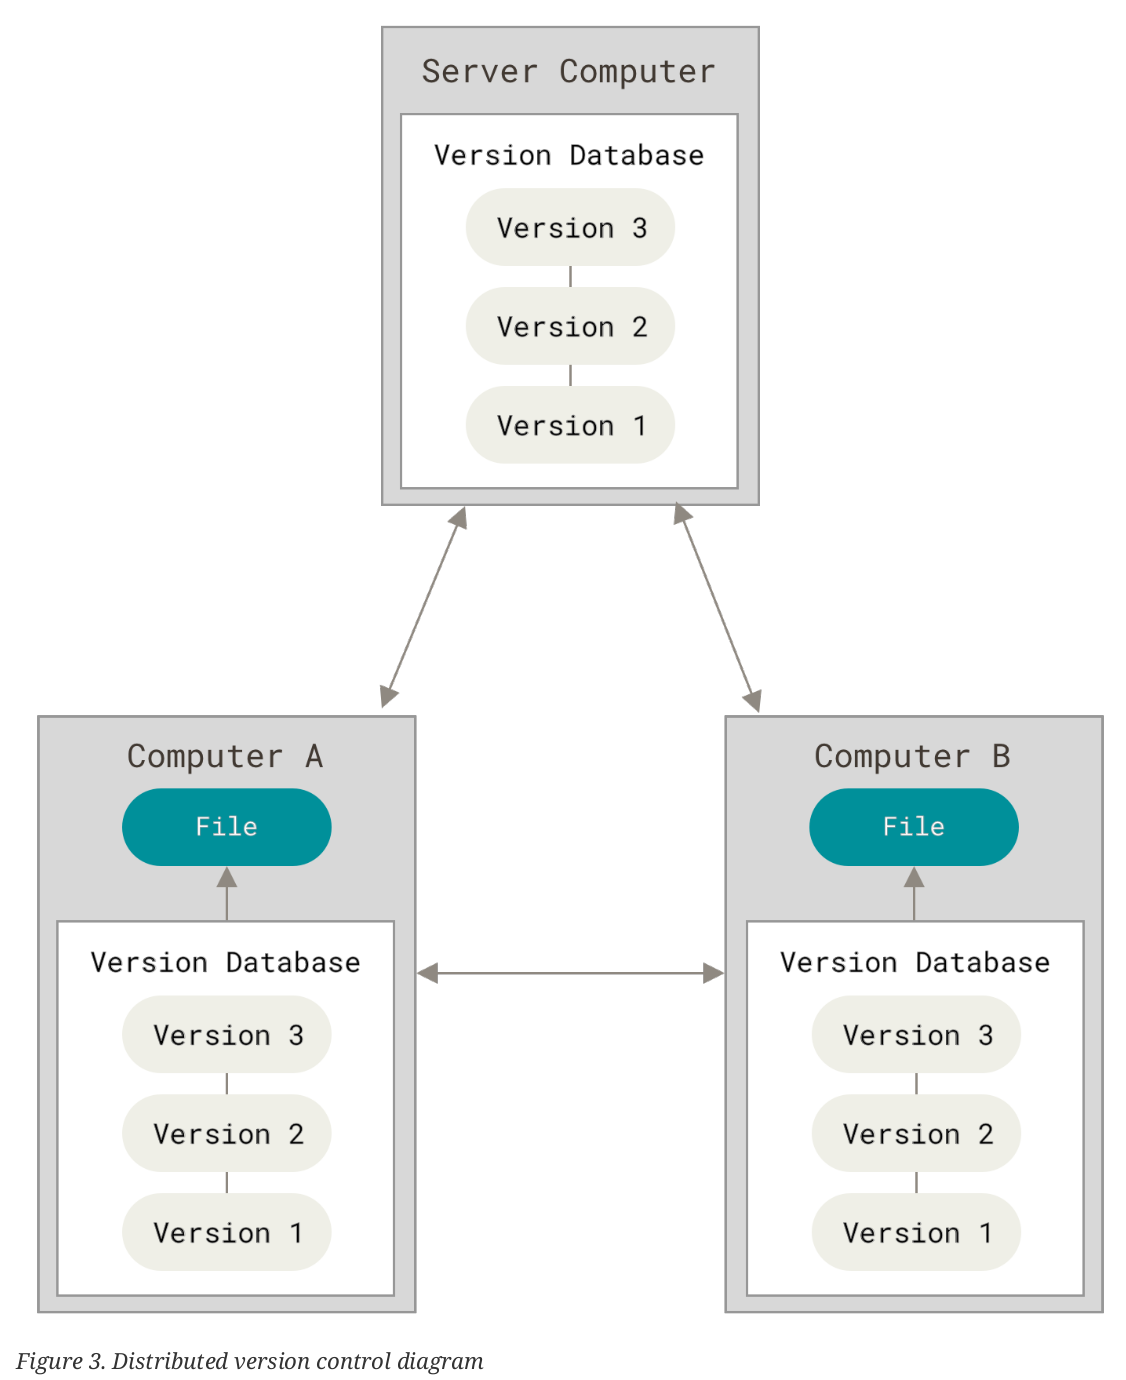 Server Computer
Version Database
Version 3
Version 2
Version 1
Computer A
File
Version Database
Version 3
Version 2
Version 1
Computer B
File
Version Database
Version 3
Version 2
Version 1
Figure 3. Distributed version control diagram